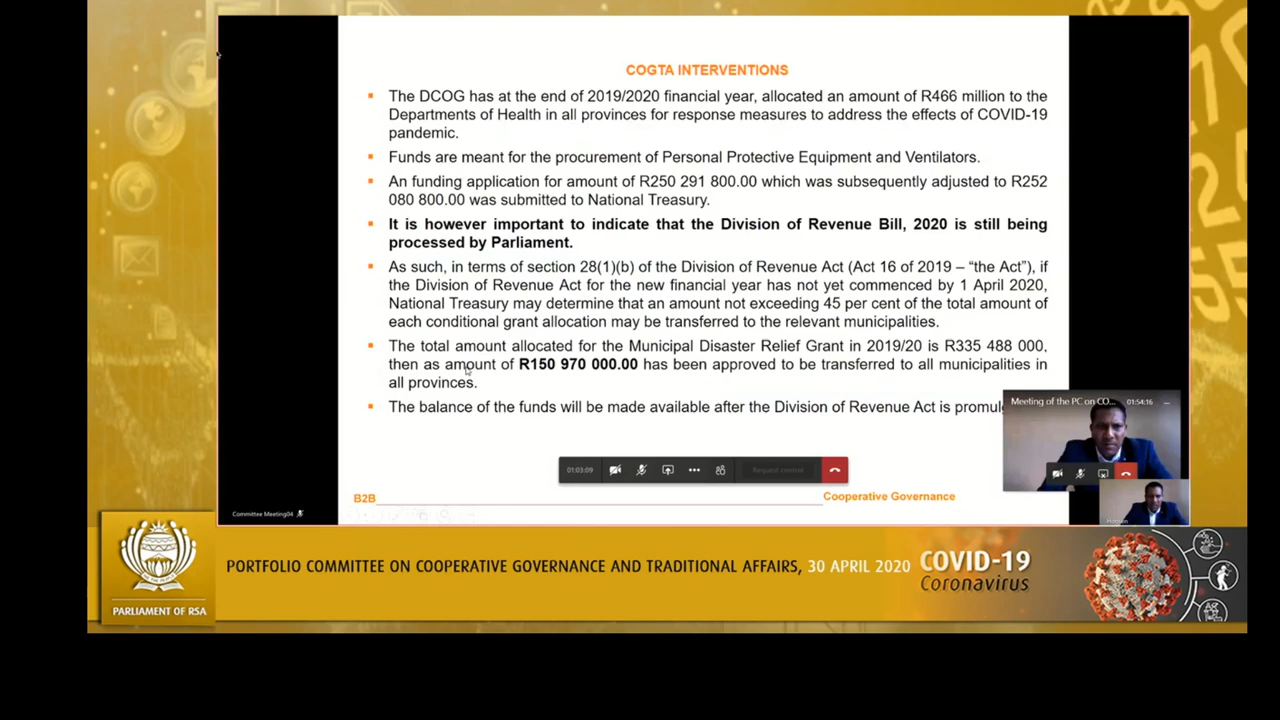 COGTA INTERVENTIONS
The DCOG has at the end of 2019/2020 financial year, allocated an amount of R466 million to the
Departments of Health in all provinces for response measures to address the effects of COVID-19
pandemic.
Funds are meant for the procurement of Personal Protective Equipment and Ventilators.
An funding application for amount of R250 291 800.00 which was subsequently adjusted to R252
080 800.00 was submitted to National Treasury.
It is however important to indicate that the Division of Revenue Bill, 2020 is still being
processed by Parliament.
As such, in terms of section 28(1)(b) of the Division of Revenue Act (Act 16 of 2019 – “the Act”), if
the Division of Revenue Act for the new financial year has not yet commenced by 1 April 2020,
National Treasury may determine that an amount not exceeding 45 per cent of the total amount of
each conditional grant allocation may be transferred to the relevant municipalities.
The total amount allocated for the Municipal Disaster Relief Grant in 2019/20 is R335 488 000,
then as amount of R150 970 000.00 has been approved to be transferred to all municipalities in
all provinces.
The balance of the funds will be made available after the Division of Revenue Act is
Meeting of the PC on CO... 01:54:16 ...
01:03:09 Request control
B2B Cooperative Governance
Committee Meeting04
PORTFOLIO COMMITTEE ON COOPERATIVE GOVERNANCE AND TRADITIONAL AFFAIRS, 30 APRIL 2020
COVID-19
Coronavirus
PARLIAMENT OF RSA